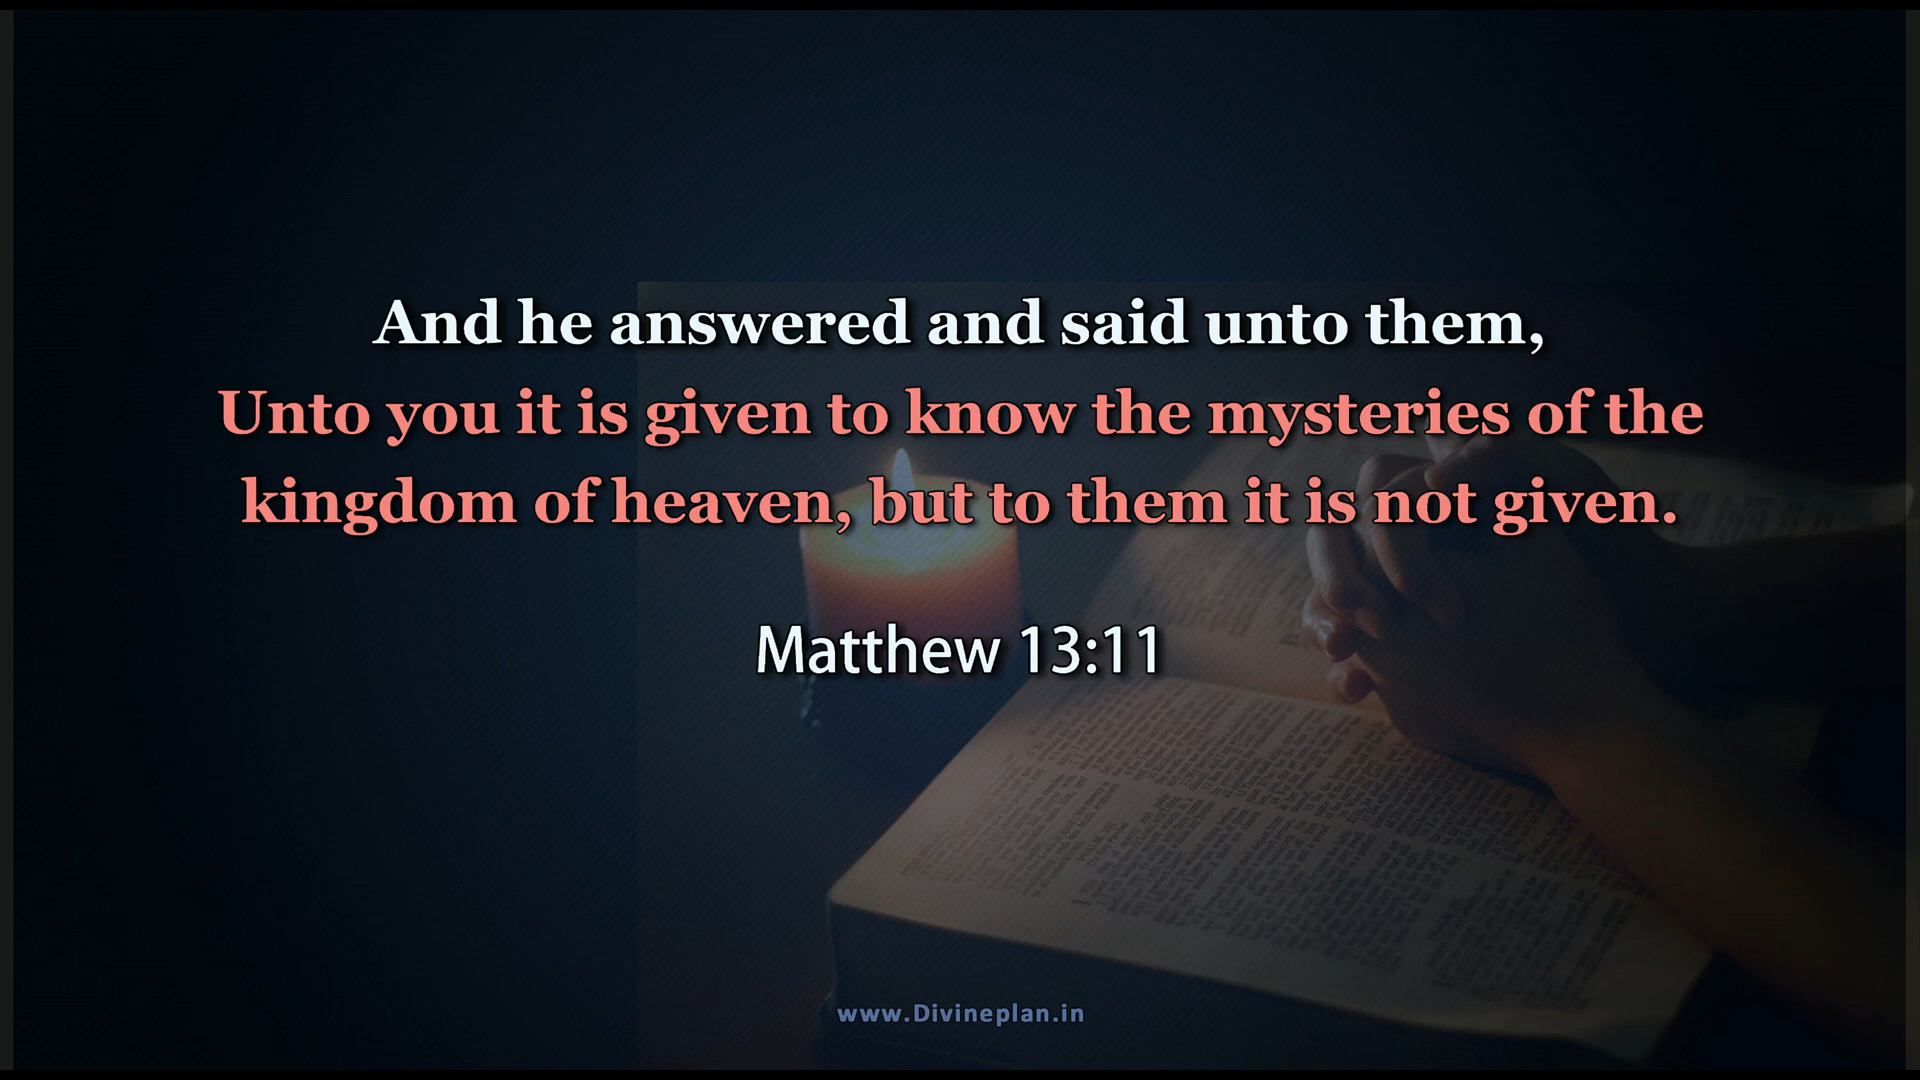 And he answered and said unto them,
Unto you it is given to know the mysteries of the
kingdom of heaven, but to them it is not given.
Matthew 13:11
www.Divineplan.in